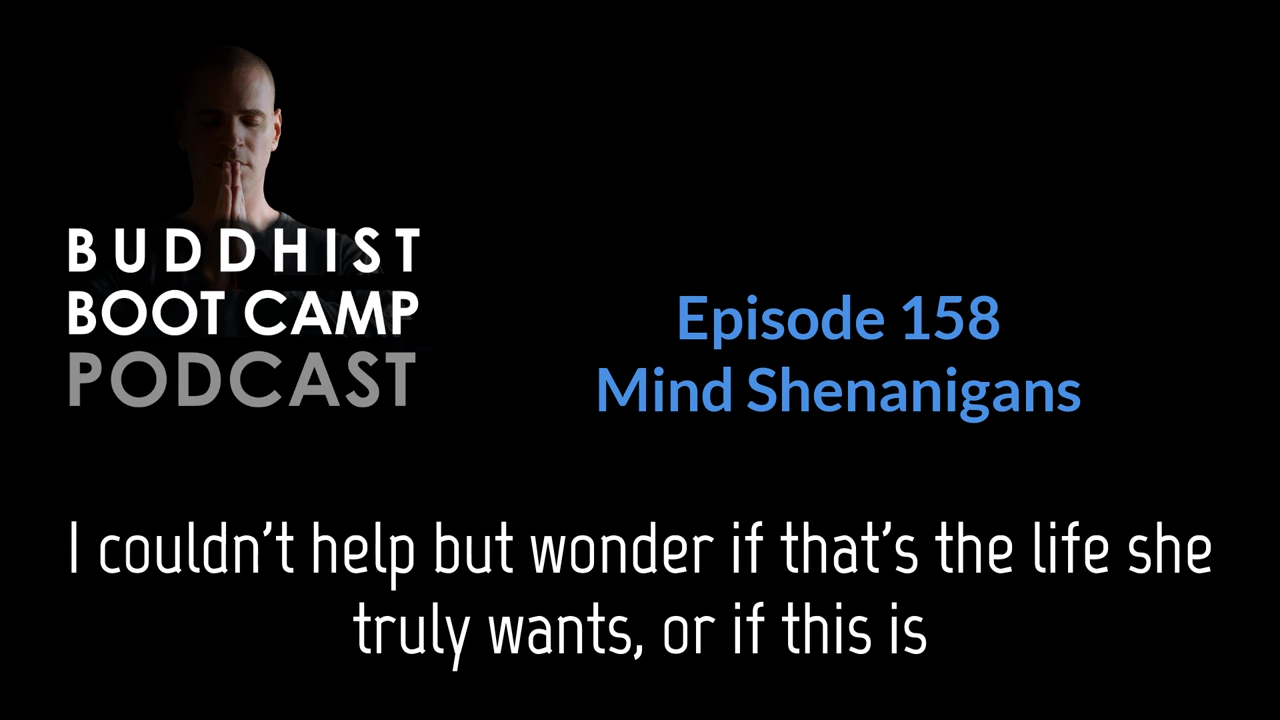 BUDDHIST
BOOT CAMP
PODCAST
Episode 158
Mind Shenanigans
I couldn’t help but wonder if that’s the life she
truly wants, or if this is